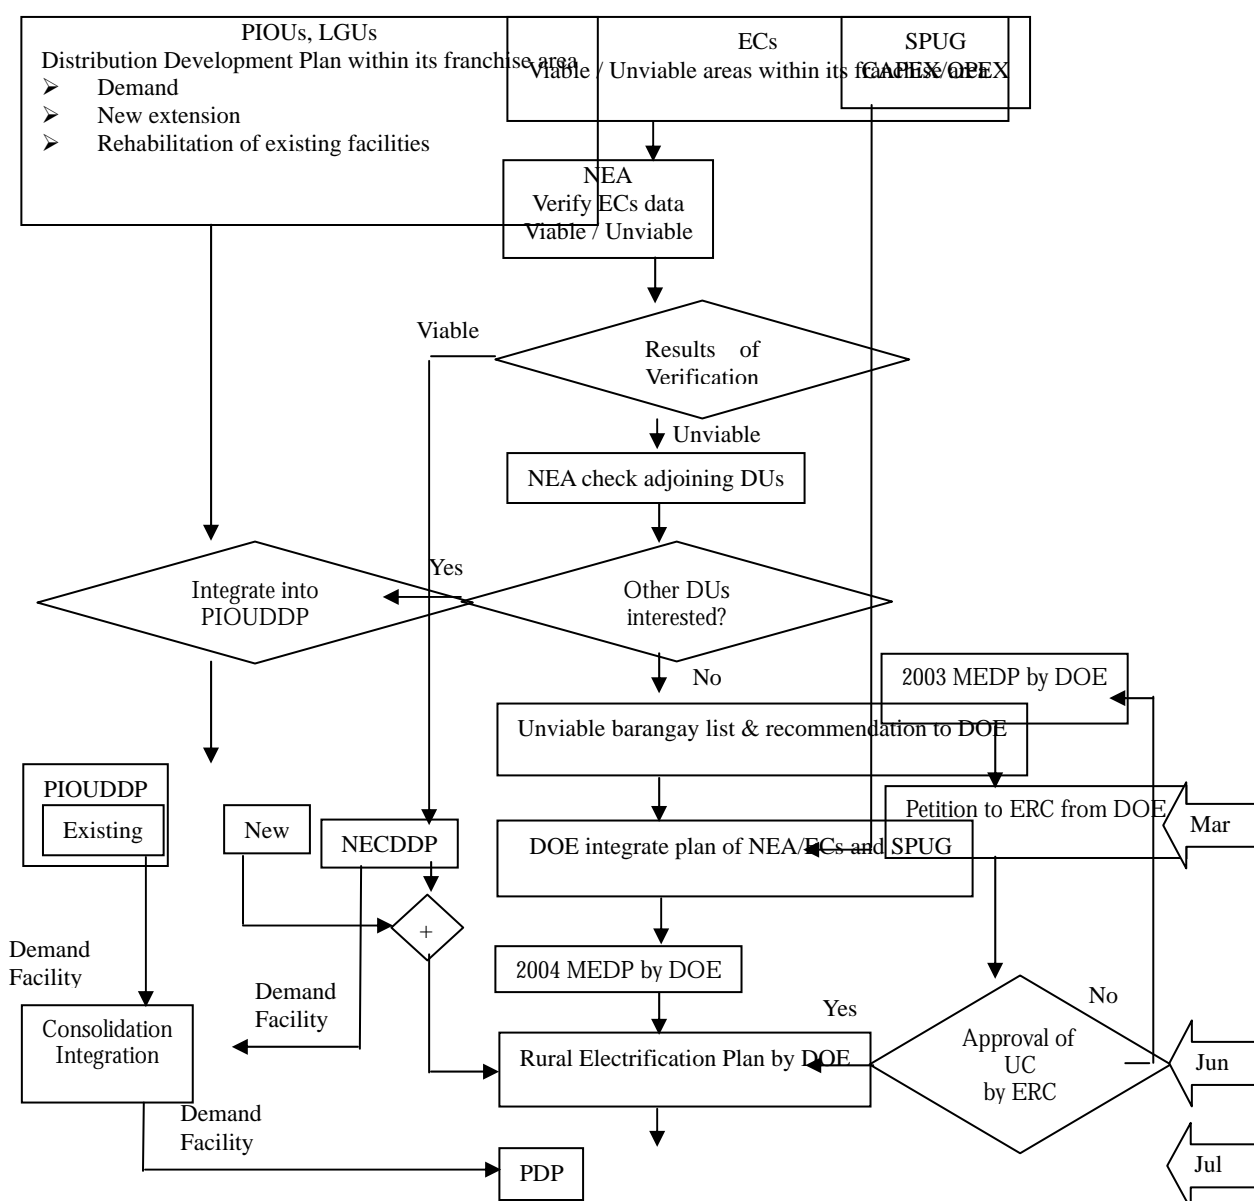 PIOUs, LGUs
Distribution Development Plan within its franchise area
➢ Demand
➢ New extension
➢ Rehabilitation of existing facilities
ECs
Viable / Unviable areas within its franchise area
SPUG
CAPEX/OPEX
NEA
Verify ECs data
Viable / Unviable
Viable
Results of
Verification
Unviable
NEA check adjoining DUs
Integrate into
PIOUDDP
Yes
Other DUs
interested?
No
2003 MEDP by DOE
Unviable barangay list & recommendation to DOE
PIOUDDP
Existing
New
NECDDP
DOE integrate plan of NEA/ECs and SPUG
Petition to ERC from DOE
Mar
+
Demand
Facility
2004 MEDP by DOE
Demand
Facility
Consolidation
Integration
Yes
No
Rural Electrification Plan by DOE
Approval of
UC
by ERC
Jun
Demand
Facility
PDP
Jul